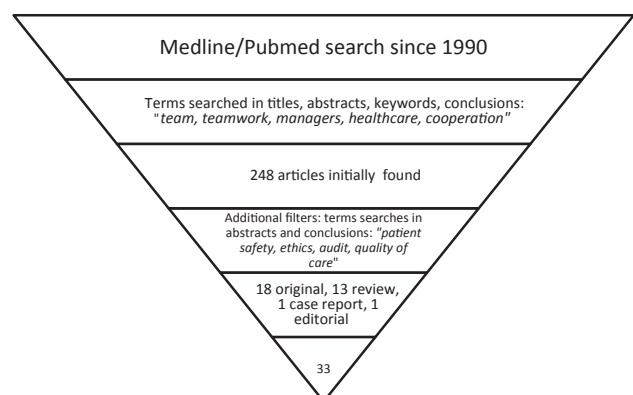 Medline/Pubmed search since 1990
Terms searched in titles, abstracts, keywords, conclusions:
"team, teamwork, managers, healthcare, cooperation"
248 articles initially found
Additional filters: terms searches in
abstracts and conclusions: "patient
safety, ethics, audit, quality of
care"
18 original, 13 review,
1 case report, 1
editorial
33